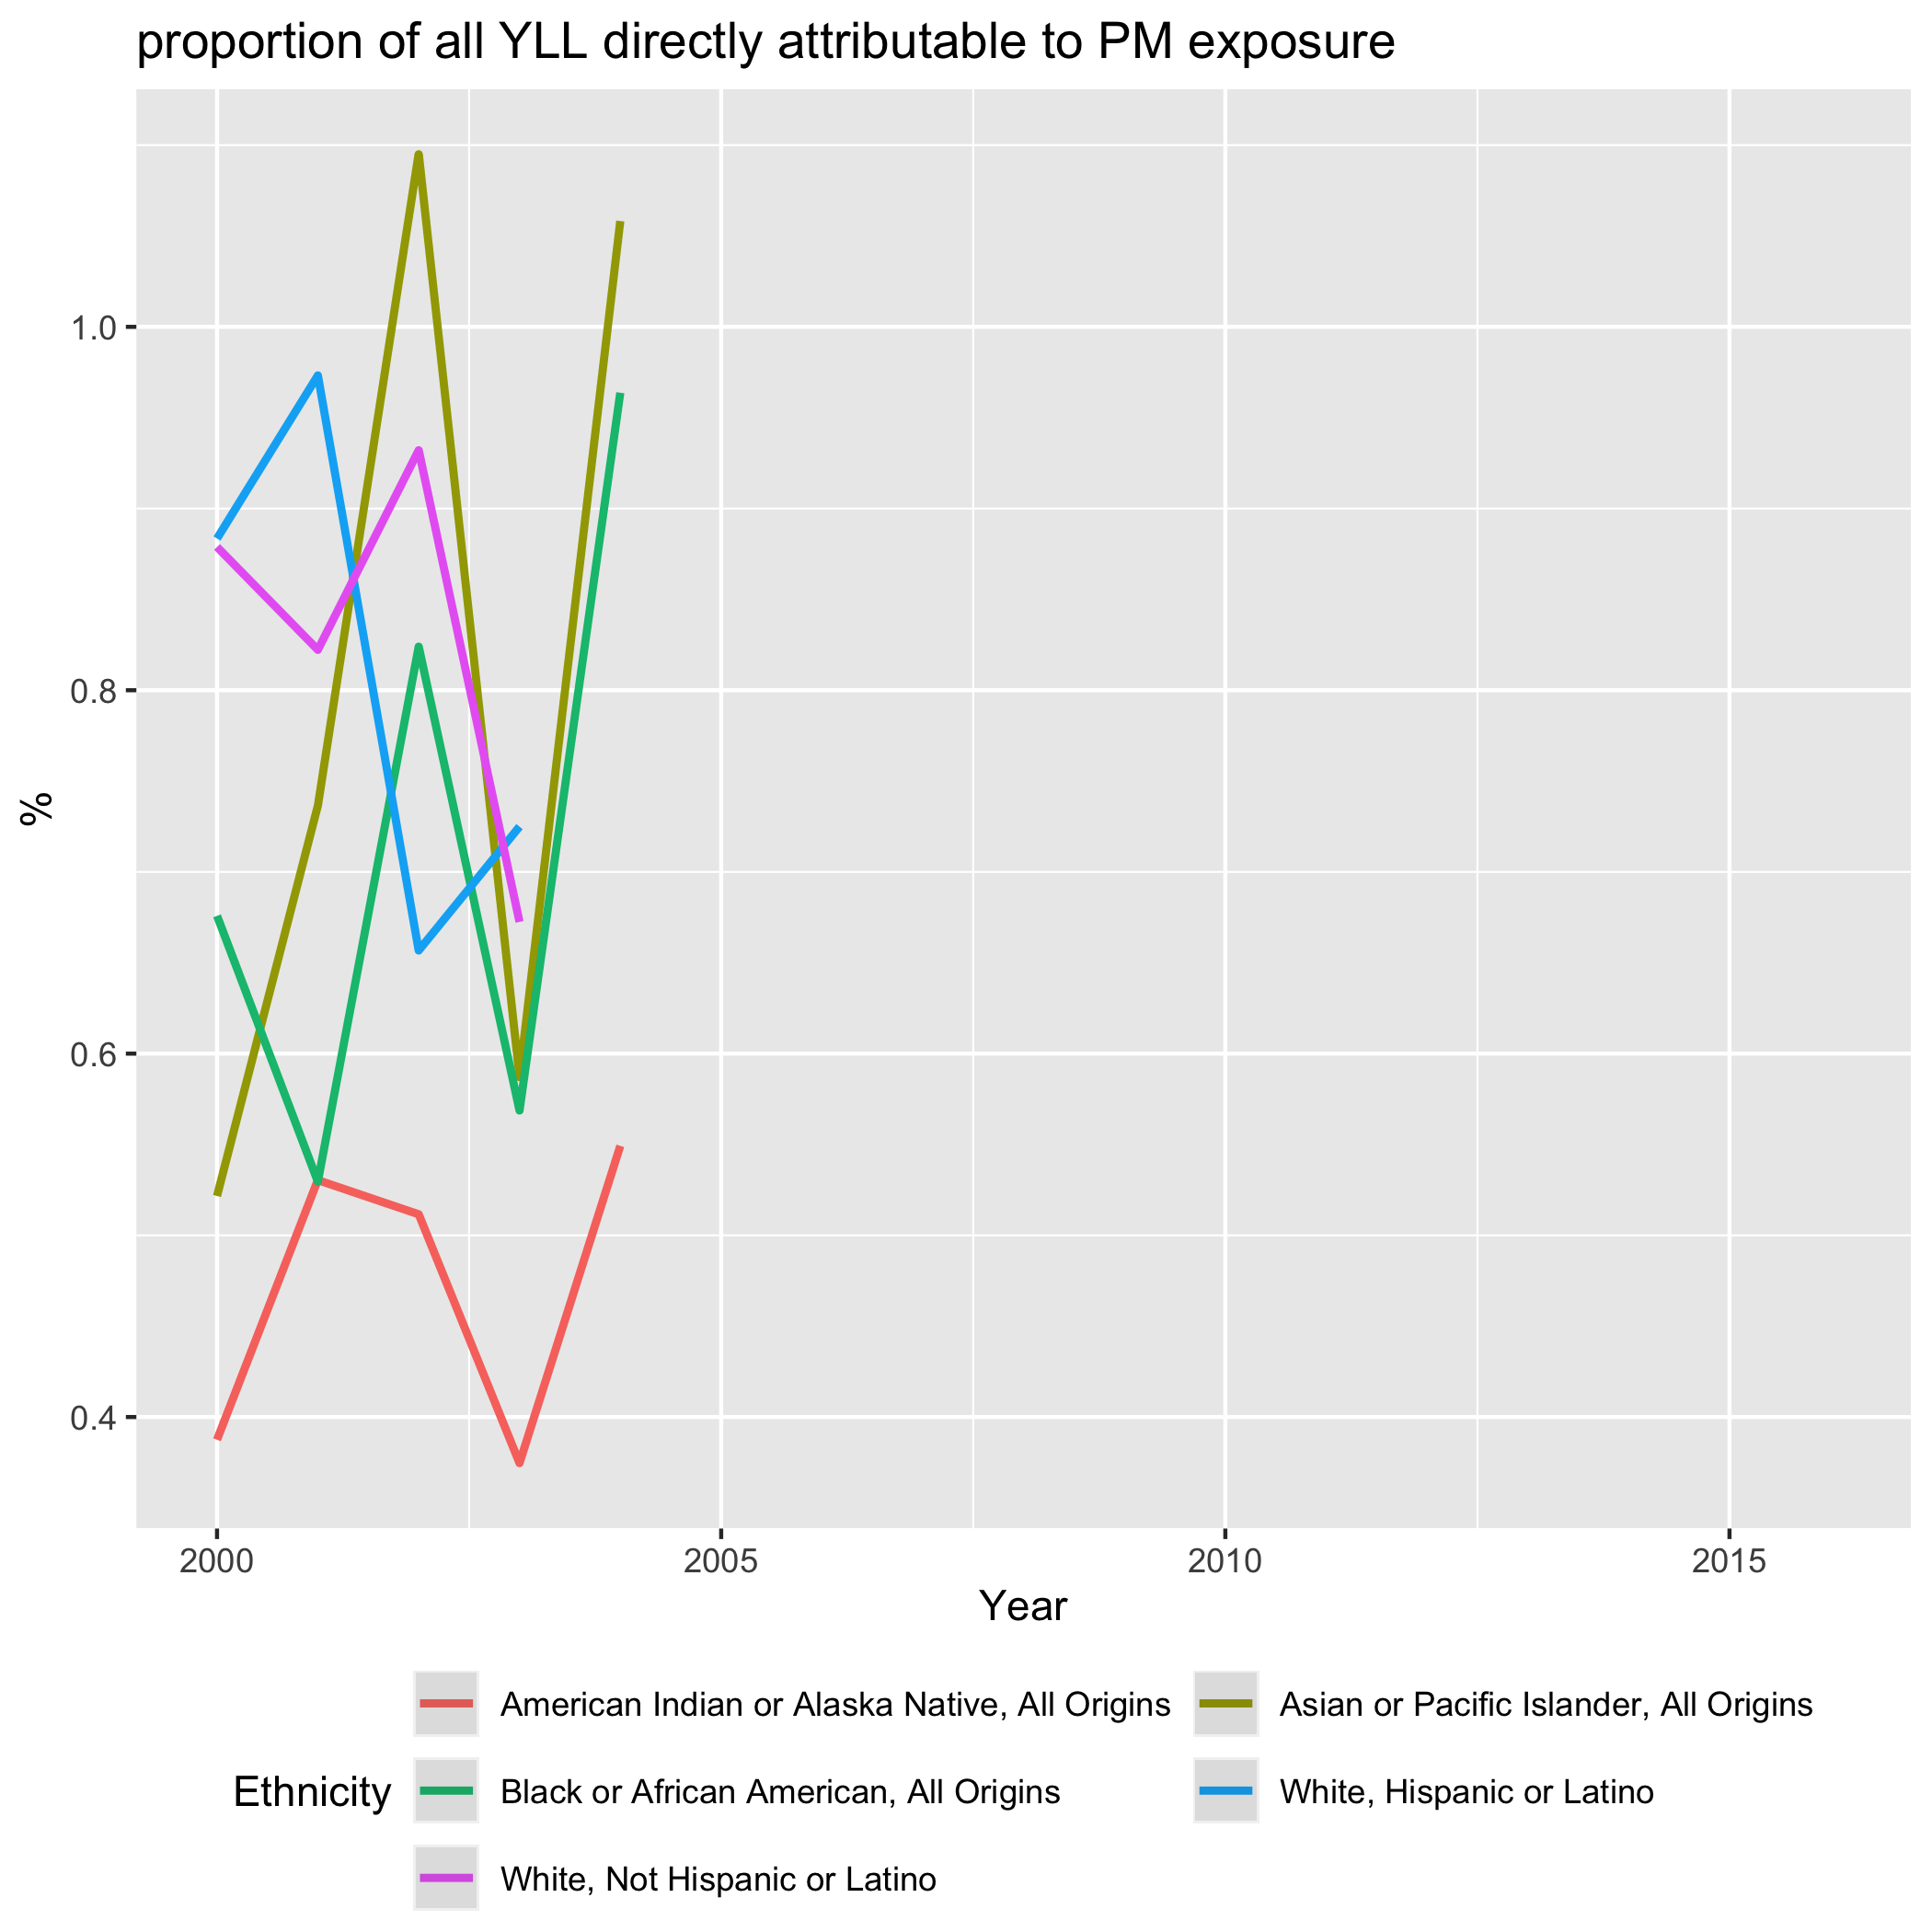 proportion of all YLL directly attributable to PM exposure
%
1.0
0.8
0.6
0.4
2000 2005 2010 2015
Year
Ethnicity
American Indian or Alaska Native, All Origins
Asian or Pacific Islander, All Origins
Black or African American, All Origins
White, Hispanic or Latino
White, Not Hispanic or Latino